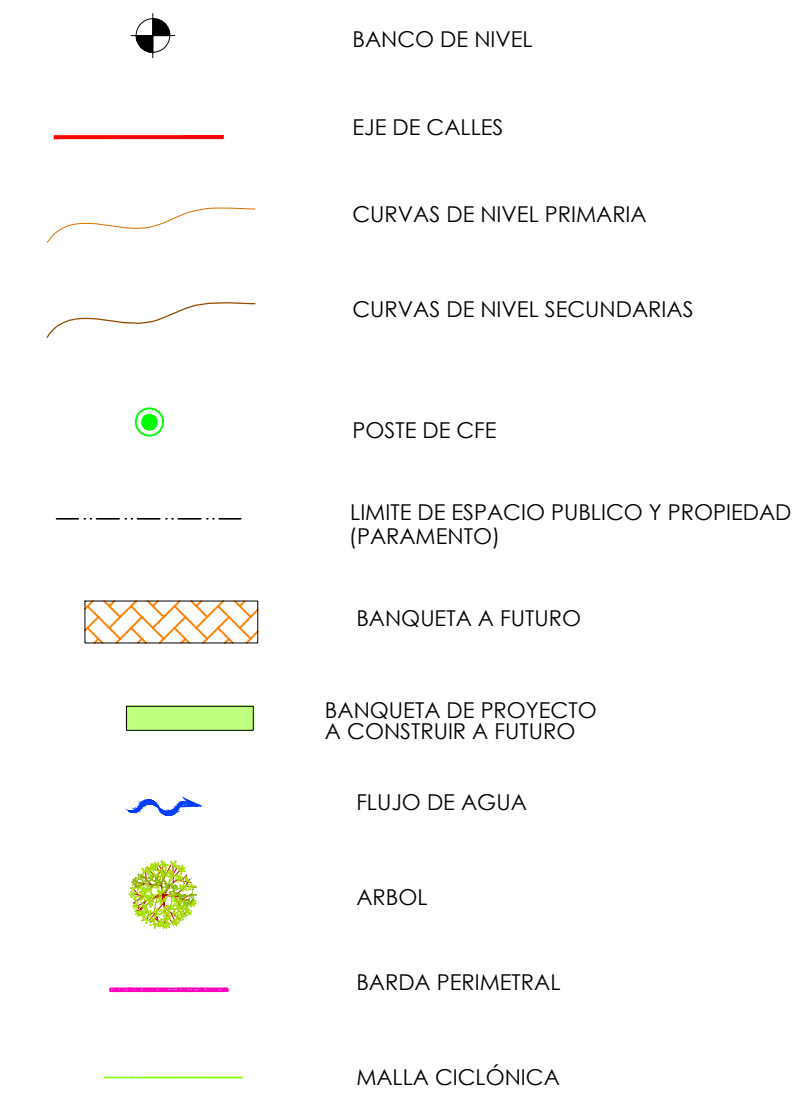 BANCO DE NIVEL
EJE DE CALLES
CURVAS DE NIVEL PRIMARIA
CURVAS DE NIVEL SECUNDARIAS
POSTE DE CFE
LIMITE DE ESPACIO PUBLICO Y PROPIEDAD
(PARAMENTO)
BANQUETA A FUTURO
BANQUETA DE PROYECTO
A CONSTRUIR A FUTURO
FLUJO DE AGUA
ARBOL
BARDA PERIMETRAL
MALLA CICLÓNICA